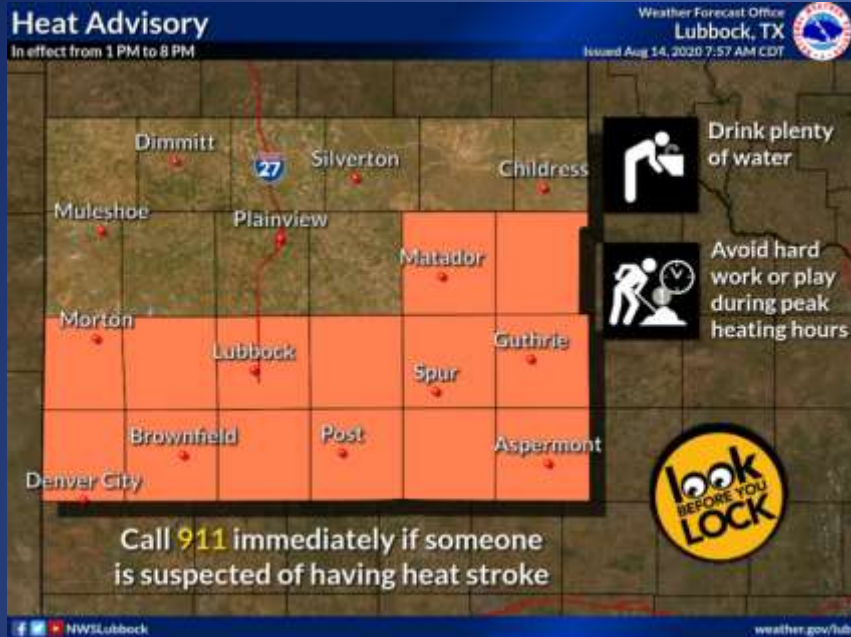 Heat Advisory
In effect from 1 PM to 8 PM
Weather Forecast Office
Lubbock, TX
Issued Aug 14, 2020 7:57 AM CDT
Dimmitt
27
Silverton
Childress
Muleshoe
Plainview
Matador
Morton
Lubbock
Guthrie
Spur
Brownfield
Post
Aspermont
Denver City
Drink plenty
of water
Avoid hard
work or play
during peak
heating hours
look
BEFORE YOU
LOCK
Call 911 immediately if someone
is suspected of having heat stroke
NWSLubbock
weather.gov/lub